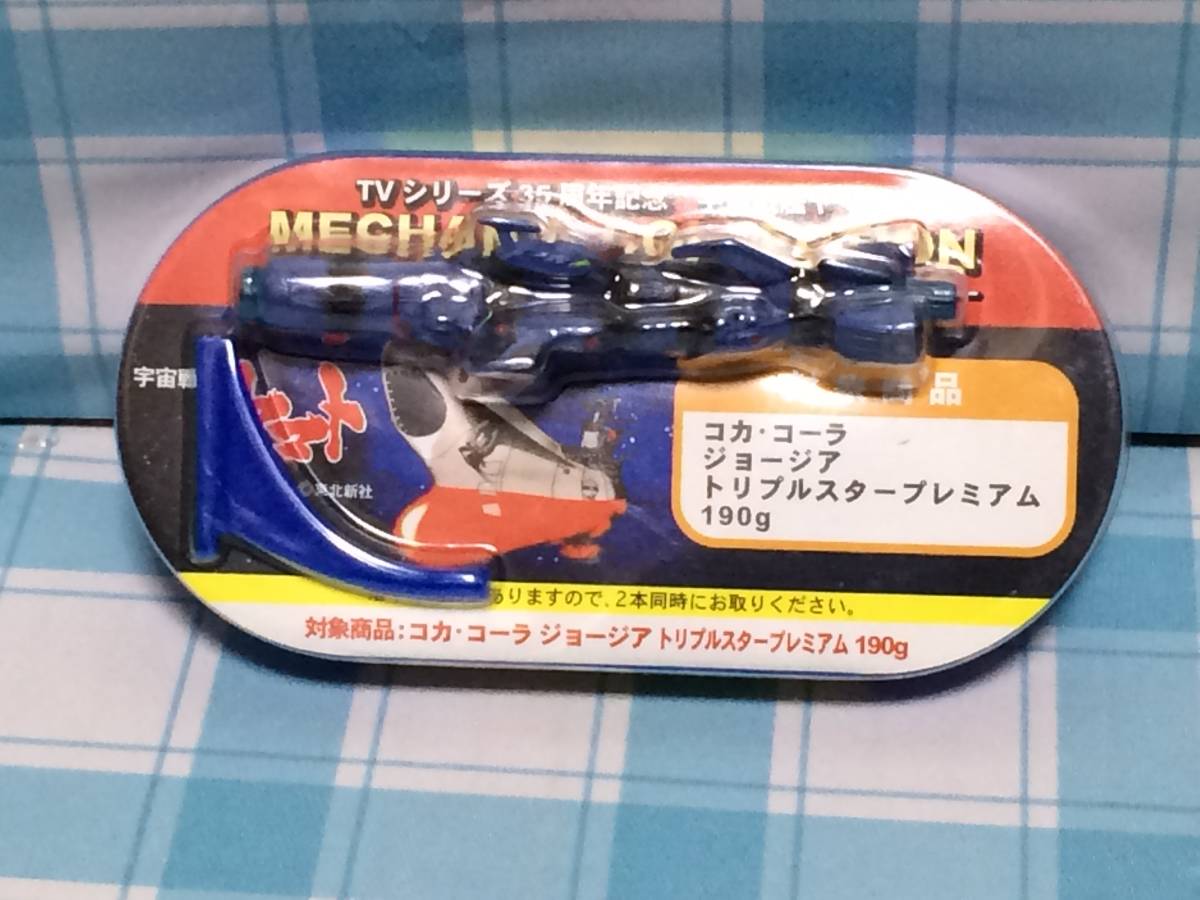 TVシリーズ 35周年記念
MECHAN
宇宙戦
©東北新社
品
コカ・コーラ
ジョージア
トリプルスタープレミアム
190g
ありますので、2本同時にお取りください。
対象商品:コカ・コーラ ジョージア トリプルスタープレミアム 190g